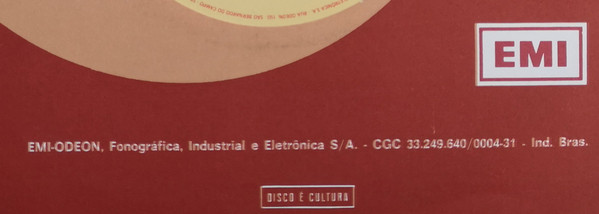 EMI
EMI-ODEON, Fonográfica, Industrial e Eletrônica S/A. - CGC 33.249.640/0004-31 - Ind. Bras.
DISCO É CULTURA